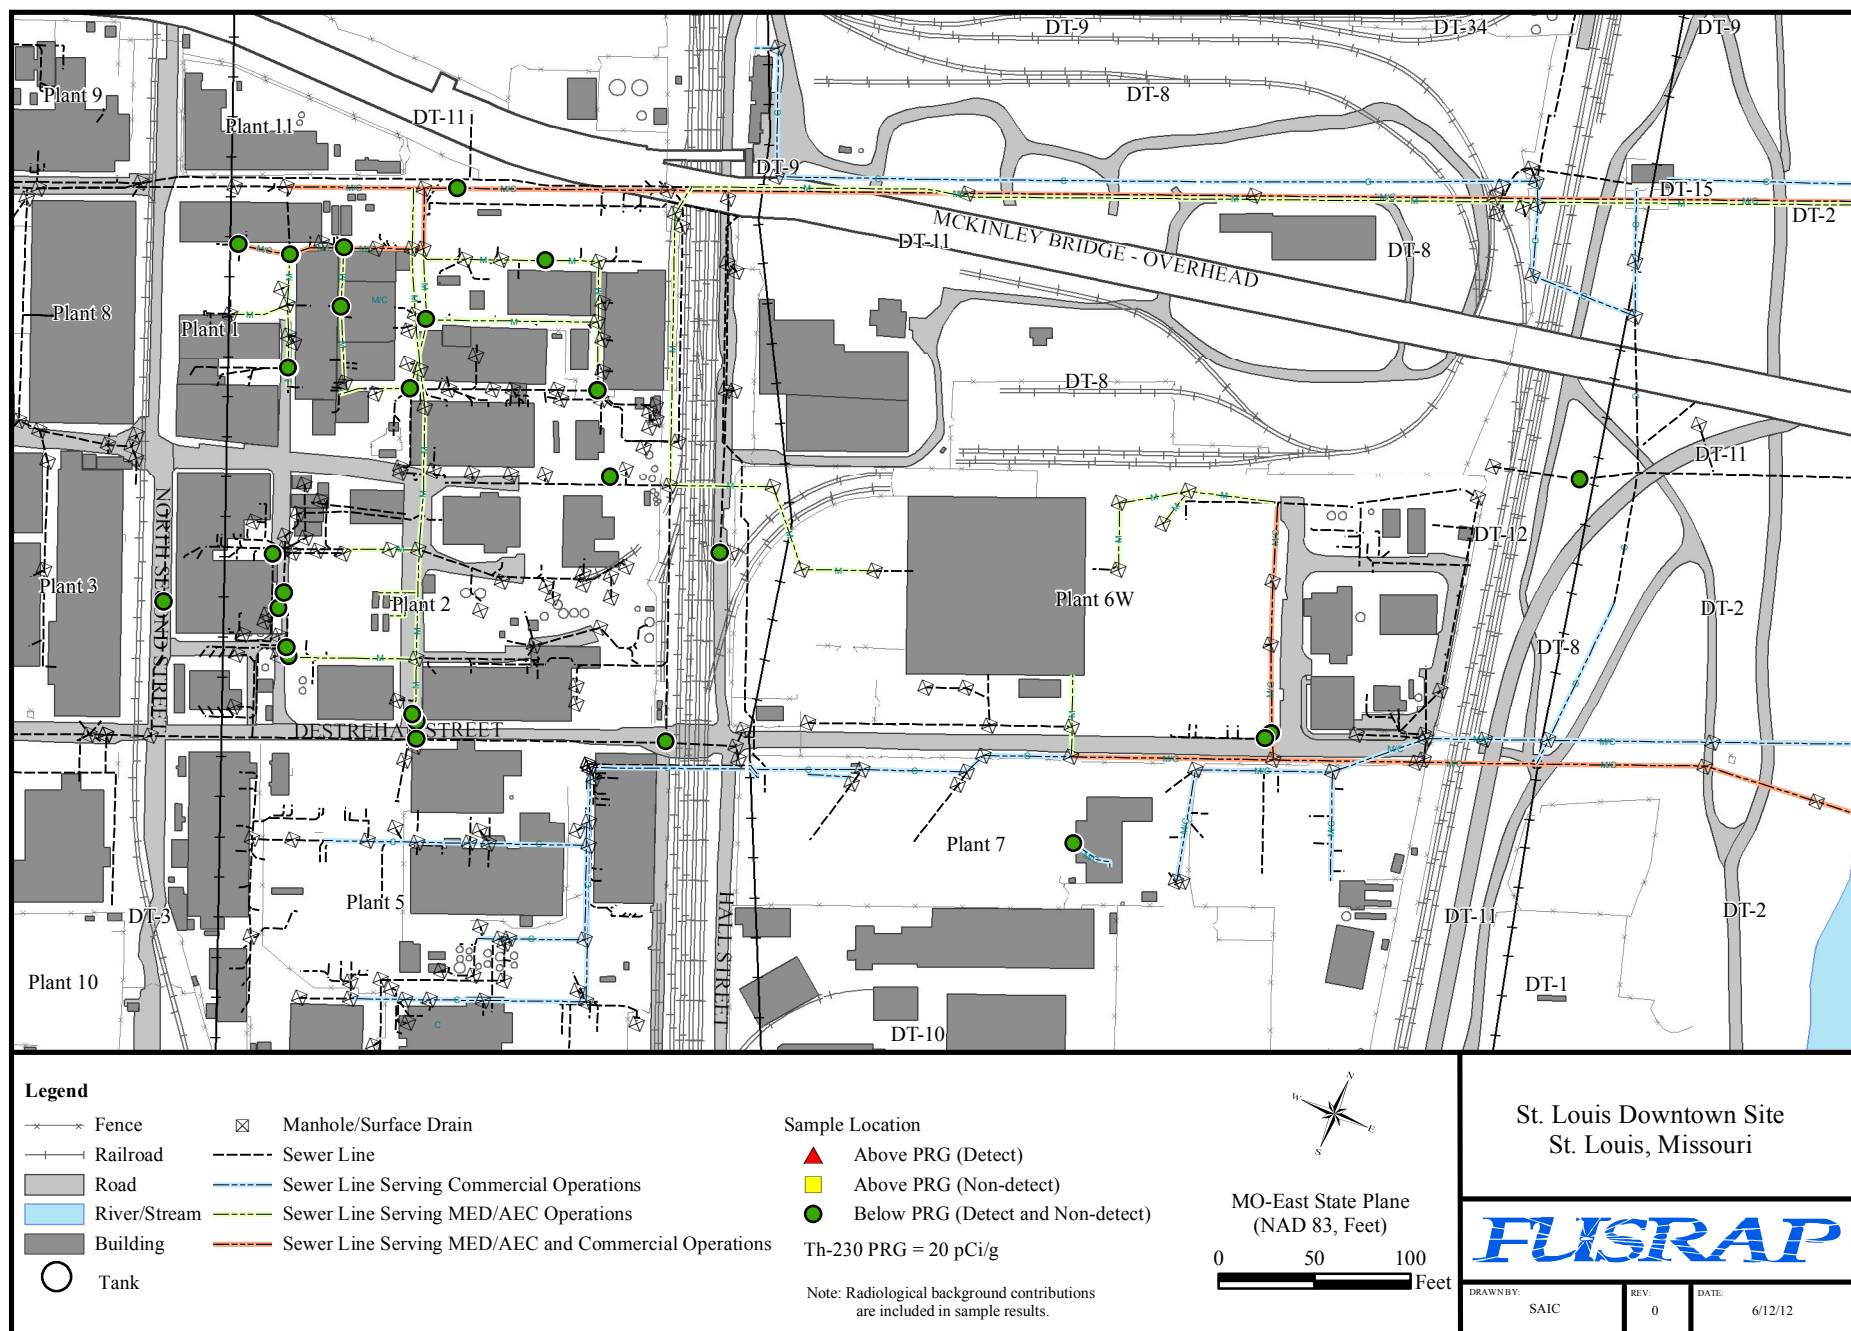 DT-9
DT-34
DT-9
Plant 9
DT-8
Plant 11
DT-11
DT-9
DT-15
DT-2
MCKINLEY BRIDGE - OVERHEAD
DT-11
DT-8
Plant 8
Plant 1
DT-8
DT-11
NORTH SECOND STREET
DT-12
Plant 3
Plant 2
Plant 6W
DT-2
DT-8
DESTREHAN STREET
Plant 7
Plant 5
DT-3
HALL STREET
DT-11
DT-2
Plant 10
DT-1
DT-10
Legend
Fence
Railroad
Road
River/Stream
Building
Tank
Manhole/Surface Drain
Sewer Line
Sewer Line Serving Commercial Operations
Sewer Line Serving MED/AEC Operations
Sewer Line Serving MED/AEC and Commercial Operations
Sample Location
Above PRG (Detect)
Above PRG (Non-detect)
Below PRG (Detect and Non-detect)
Th-230 PRG = 20 pCi/g
Note: Radiological background contributions
are included in sample results.
N
W
E
S
MO-East State Plane
(NAD 83, Feet)
0 50 100
Feet
St. Louis Downtown Site
St. Louis, Missouri
FUSRAP
DRAWN BY:
SAIC
REV:
0
DATE:
6/12/12